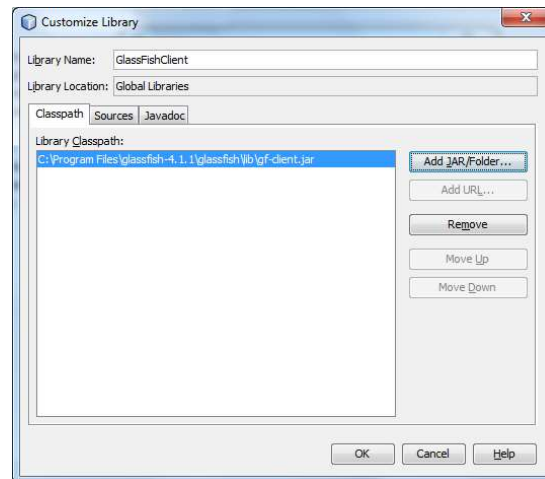 Customize Library
Library Name: GlassFishClient
Library Location: Global Libraries
Classpath Sources Javadoc
Library Classpath:
C:\Program Files\glassfish-4.1.1\glassfish\lib\gf-client.jar
Add JAR/Folder...
Add URL...
Remove
Move Up
Move Down
OK Cancel Help